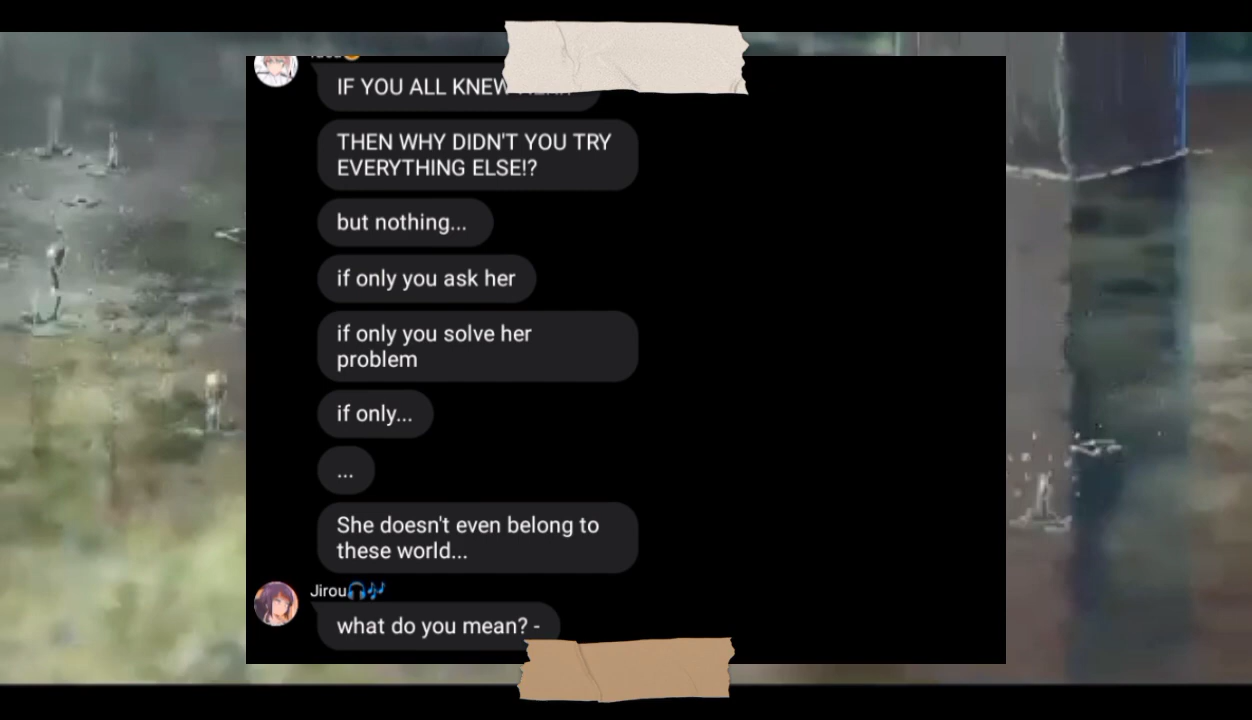 IF YOU ALL KNEW
THEN WHY DIDN'T YOU TRY
EVERYTHING ELSE!?
but nothing...
if only you ask her
if only you solve her
problem
if only...
...
She doesn't even belong to
these world...
Jirou🎧🎶
what do you mean? -